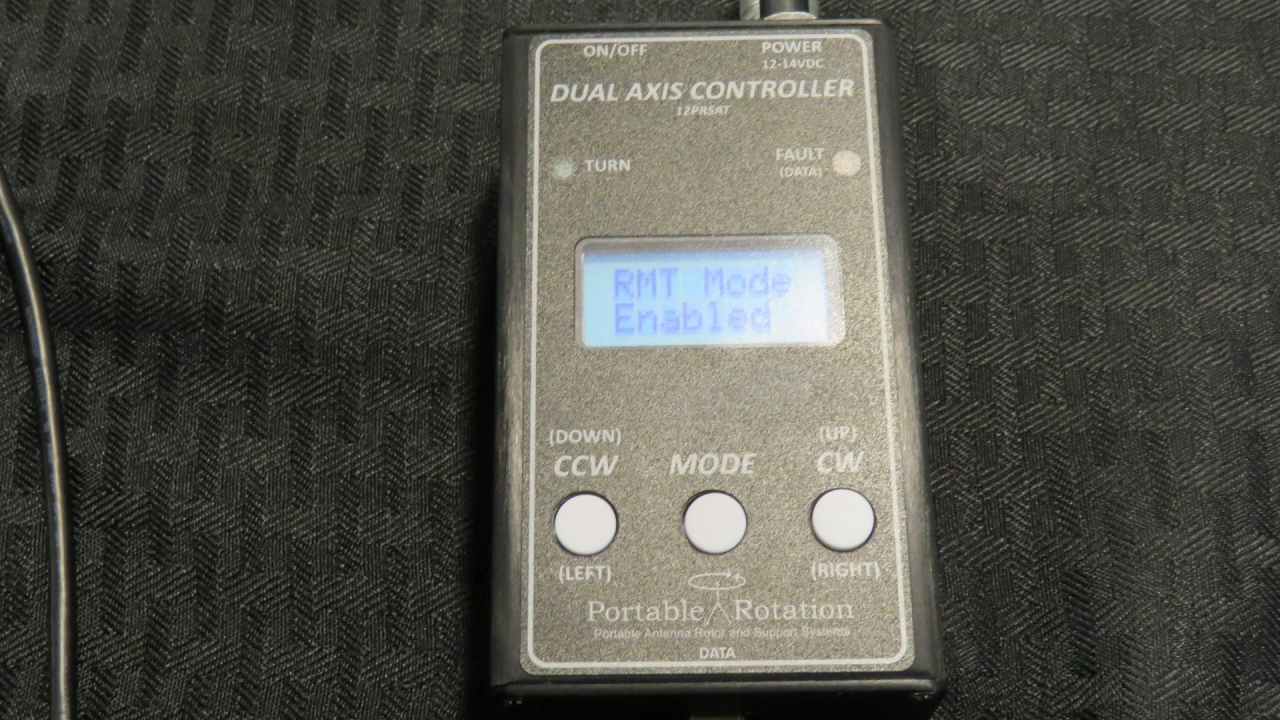 ON/OFF
POWER
12-14VDC
DUAL AXIS CONTROLLER
12PRSAT
TURN
FAULT
(DATA)
RMT Mode
Enabled
(DOWN)
(UP)
CCW
MODE
CW
(LEFT)
(RIGHT)
Portable Rotation
Portable Antenna Rotor and Support Systems
DATA